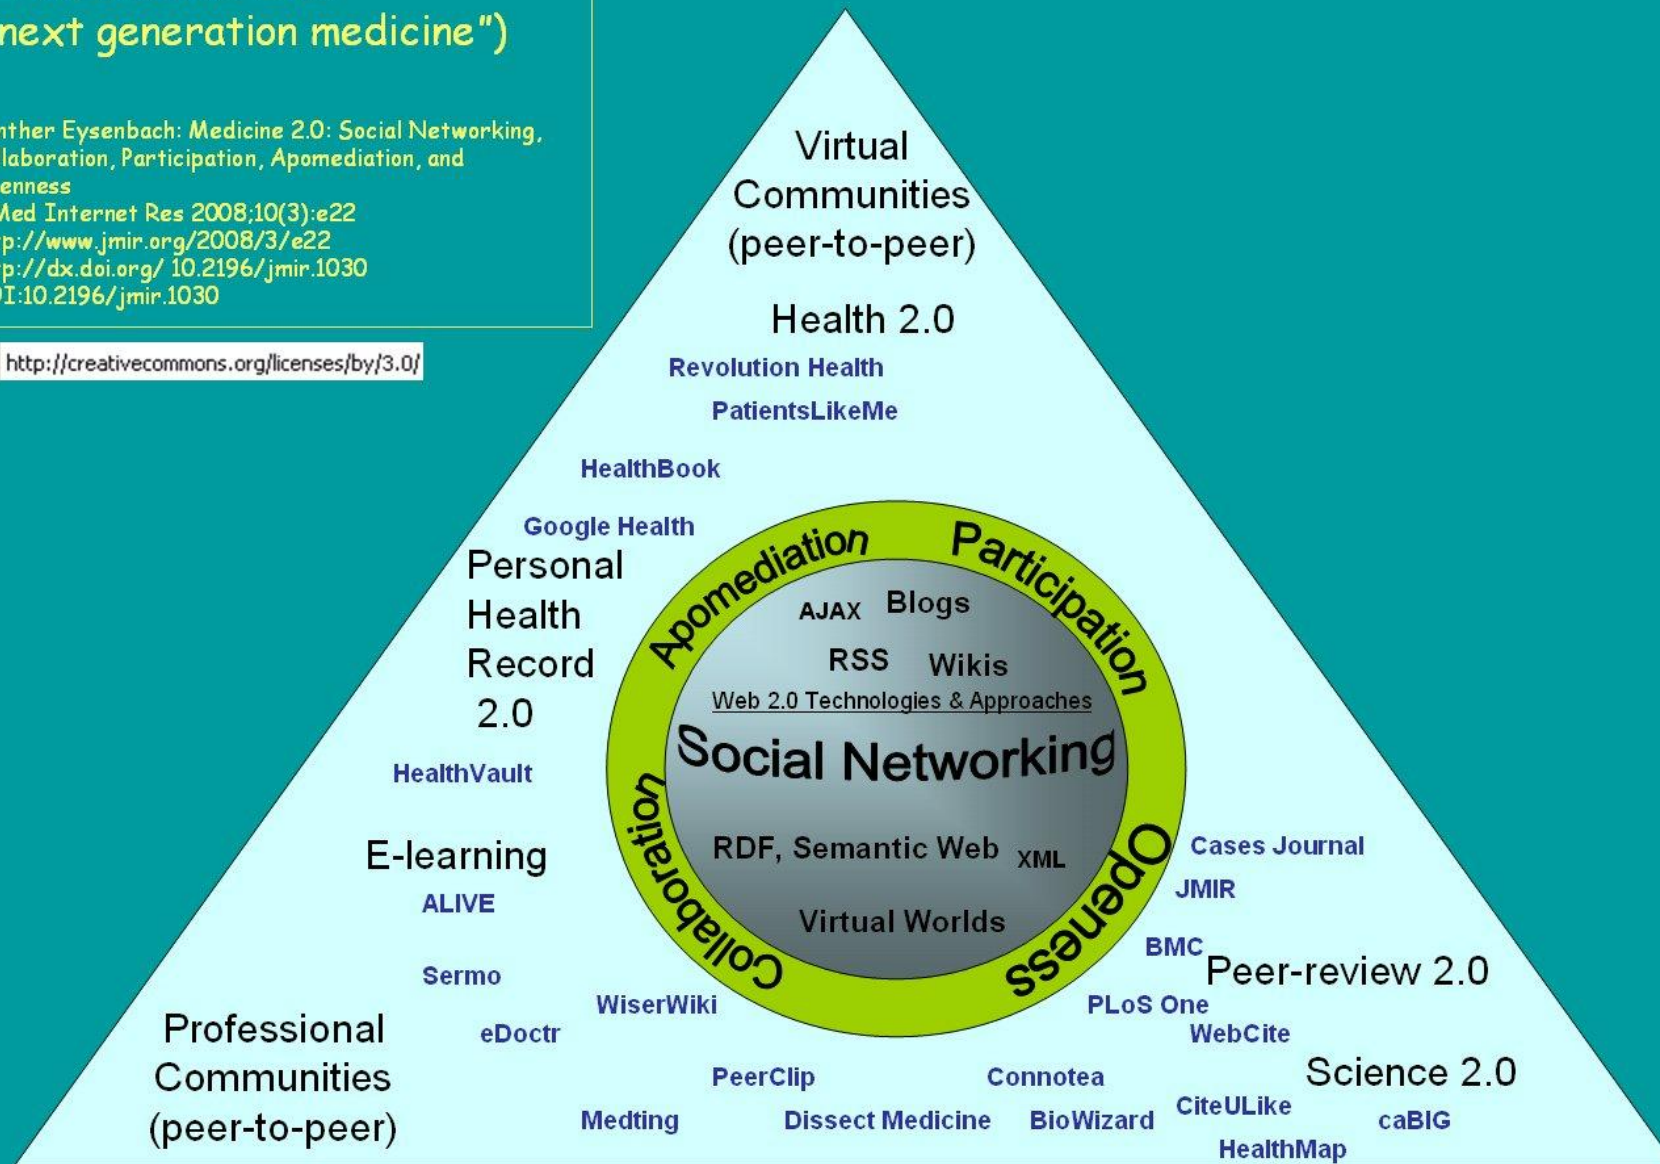 next generation medicine")
nther Eysenbach: Medicine 2.0: Social Networking,
laboration, Participation, Apomediation, and
enness
Med Internet Res 2008;10(3):e22
p://www.jmir.org/2008/3/e22
p://dx.doi.org/ 10.2196/jmir.1030
I:10.2196/jmir.1030
http://creativecommons.org/licenses/by/3.0/
Virtual
Communities
(peer-to-peer)
Health 2.0
Revolution Health
PatientsLikeMe
HealthBook
Google Health
Personal
Health
Record
2.0
HealthVault
E-learning
ALIVE
Sermo
eDoctr
WiserWiki
Professional
Communities
(peer-to-peer)
Apomediation
Participation
Collaboration
Openess
AJAX Blogs
RSS Wikis
Web 2.0 Technologies & Approaches
Social Networking
RDF, Semantic Web XML
Virtual Worlds
Cases Journal
JMIR
BMC
Peer-review 2.0
PLoS One
WebCite
Science 2.0
PeerClip
Connotea
Medting
Dissect Medicine
BioWizard
CiteULike
caBIG
HealthMap